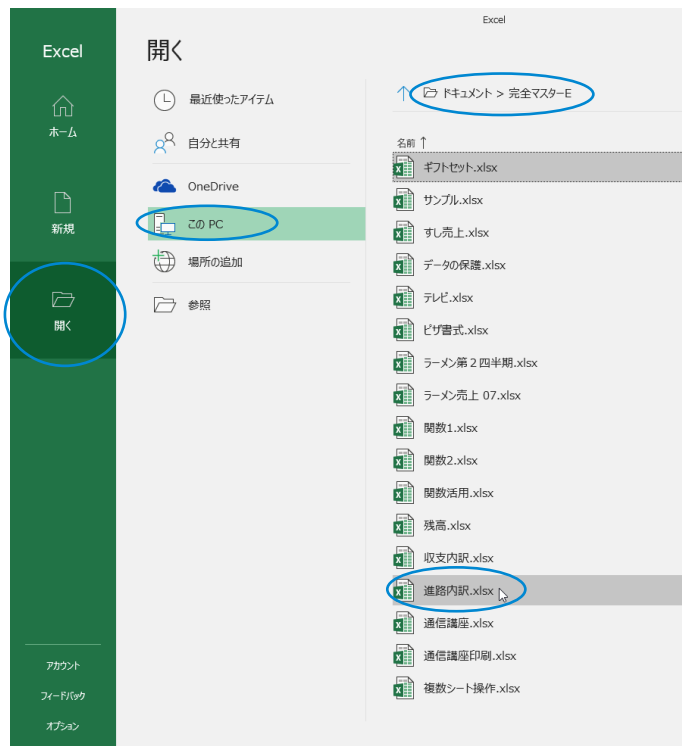 Excel
Excel
開く
ホーム
新規
開く
アカウント
フィードバック
オプション
最近使ったアイテム
自分と共有
OneDrive
この PC
場所の追加
参照
ドキュメント > 完全マスターE
名前 ↑
ギフトセット.xlsx
サンプル.xlsx
すし売上.xlsx
データの保護.xlsx
テレビ.xlsx
ピザ書式.xlsx
ラーメン第２四半期.xlsx
ラーメン売上 07.xlsx
関数1.xlsx
関数2.xlsx
関数活用.xlsx
残高.xlsx
収支内訳.xlsx
進路内訳.xlsx
通信講座.xlsx
通信講座印刷.xlsx
複数シート操作.xlsx